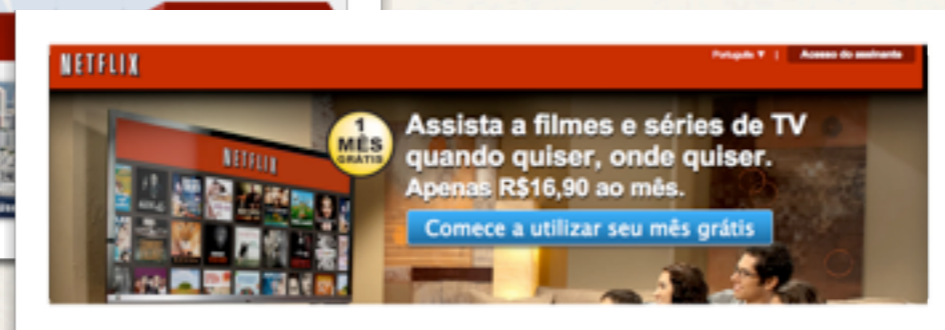 NETFLIX
Português ▼ | Acesso do assinante
NETFLIX
1
MÊS
GRÁTIS
Assista a filmes e séries de TV
quando quiser, onde quiser.
Apenas R$16,90 ao mês.
Comece a utilizar seu mês grátis